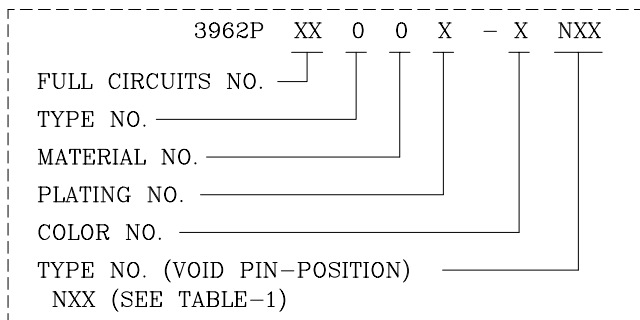 3962P XX 0 0 X - X NXX
FULL CIRCUITS NO.
TYPE NO.
MATERIAL NO.
PLATING NO.
COLOR NO.
TYPE NO. (VOID PIN-POSITION)
NXX (SEE TABLE-1)